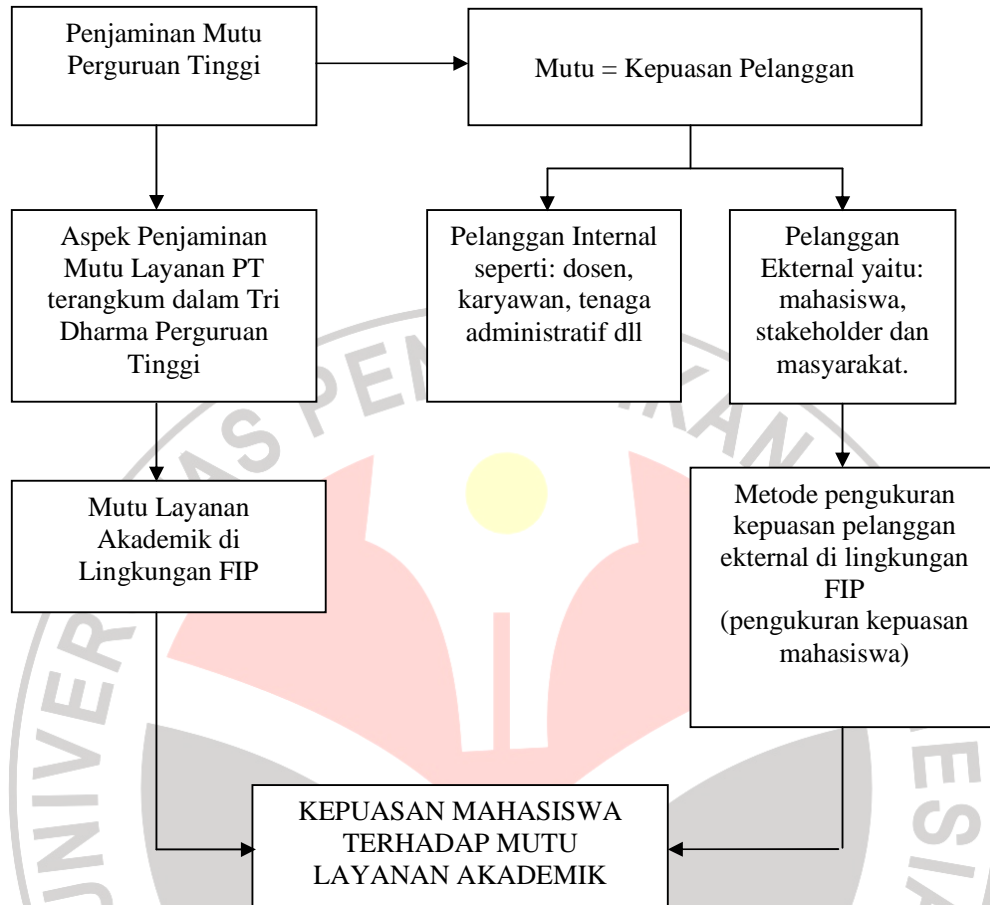 Penjaminan Mutu
Perguruan Tinggi
Mutu = Kepuasan Pelanggan
Aspek Penjaminan
Mutu Layanan PT
terangkum dalam Tri
Dharma Perguruan
Tinggi
Pelanggan Internal
seperti: dosen,
karyawan, tenaga
administratif dll
Pelanggan
Ekternal yaitu:
mahasiswa,
stakeholder dan
masyarakat.
Mutu Layanan
Akademik di
Lingkungan FIP
Metode pengukuran
kepuasan pelanggan
ekternal di lingkungan
FIP
(pengukuran kepuasan
mahasiswa)
KEPUASAN MAHASISWA
TERHADAP MUTU
LAYANAN AKADEMIK